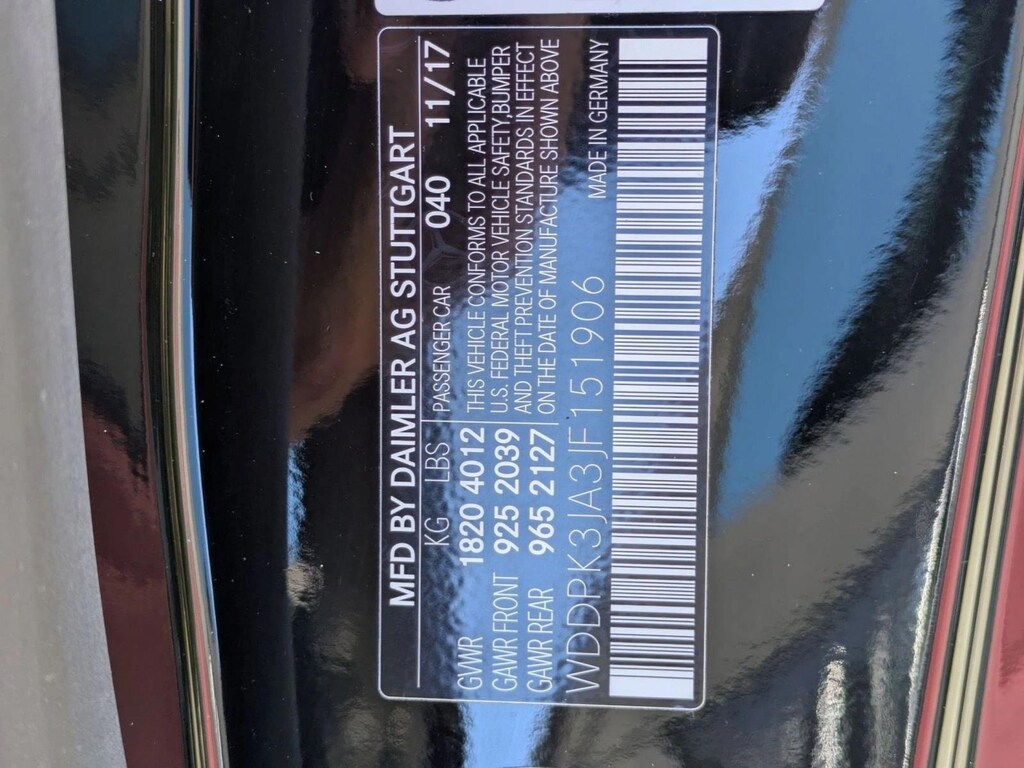 MFD BY DAIMLER AG STUTTGART
KG LBS PASSENGER CAR 040 11/17
GVWR 1820 4012 THIS VEHICLE CONFORMS TO ALL APPLICABLE
GAWR FRONT 925 2039 U.S. FEDERAL MOTOR VEHICLE SAFETY,BUMPER
AND THEFT PREVENTION STANDARDS IN EFFECT
GAWR REAR 965 2127 ON THE DATE OF MANUFACTURE SHOWN ABOVE
WDDPK3JA3JF151906 MADE IN GERMANY